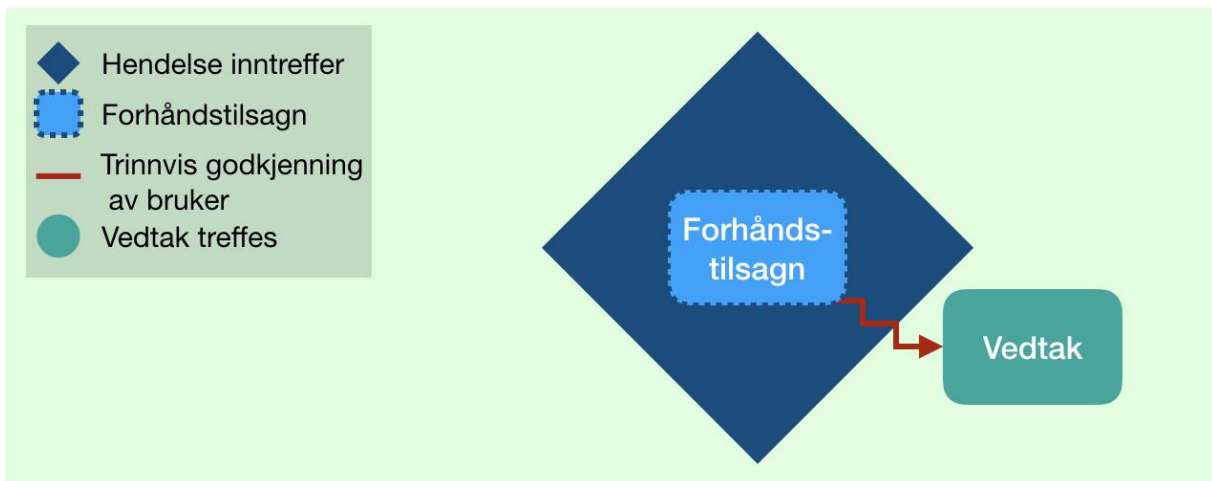 Hendelse inntreffer
Forhåndstilsagn
Trinnvis godkjenning
av bruker
Vedtak treffes
Forhånds-
tilsagn
Vedtak